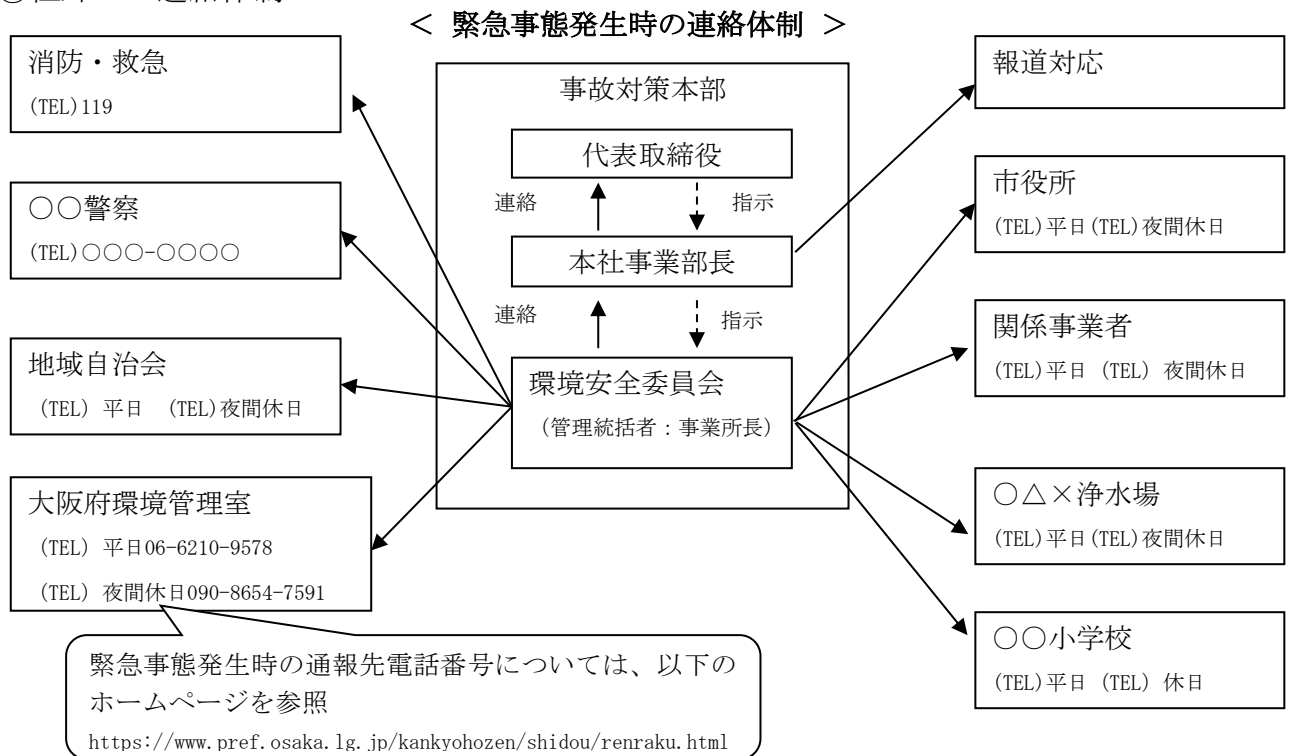 ＜ 緊急事態発生時の連絡体制 ＞
消防・救急
(TEL)119
○○警察
(TEL)○○○-○○○○
地域自治会
(TEL) 平日　(TEL)夜間休日
大阪府環境管理室
(TEL) 平日06-6210-9578
(TEL) 夜間休日090-8654-7591
緊急事態発生時の通報先電話番号については、以下の
ホームページを参照
https://www.pref.osaka.lg.jp/kankyohozen/shidou/renraku.html
事故対策本部
代表取締役
連絡
指示
本社事業部長
連絡
指示
環境安全委員会
（管理統括者：事業所長）
報道対応
市役所
(TEL)平日(TEL)夜間休日
関係事業者
(TEL)平日 (TEL) 夜間休日
○△×浄水場
(TEL)平日(TEL)夜間休日
○○小学校
(TEL)平日 (TEL) 休日